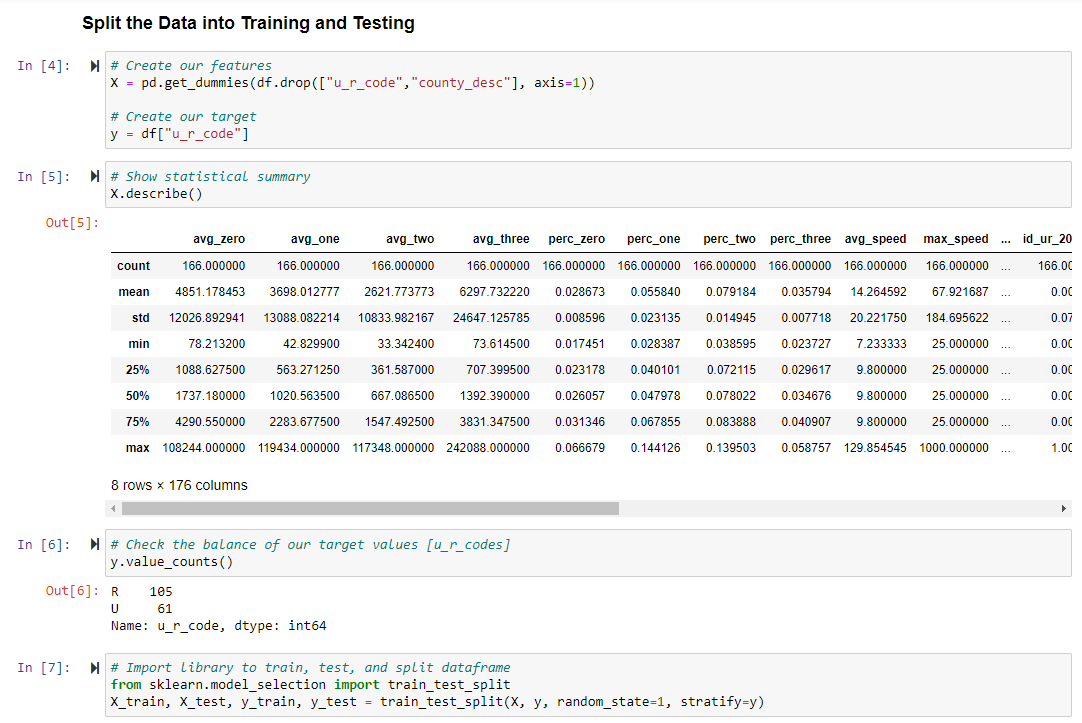 Split the Data into Training and Testing
In [4]:
# Create our features
X = pd.get_dummies(df.drop(["u_r_code","county_desc"], axis=1))
# Create our target
y = df["u_r_code"]
In [5]:
# Show statistical summary
X.describe()
Out[5]:
avg_zero avg_one avg_two avg_three perc_zero perc_one perc_two perc_three avg_speed max_speed ... id_ur_20
count 166.000000 166.000000 166.000000 166.000000 166.000000 166.000000 166.000000 166.000000 166.000000 166.000000 ... 166.00
mean 4851.178453 3698.012777 2621.773773 6297.732220 0.028673 0.055840 0.079184 0.035794 14.264592 67.921687 ... 0.00
std 12026.892941 13088.082214 10833.982167 24647.125785 0.008596 0.023135 0.014945 0.007718 20.221750 184.695622 ... 0.07
min 78.213200 42.829900 33.342400 73.614500 0.017451 0.028387 0.038595 0.023727 7.233333 25.000000 ... 0.00
25% 1088.627500 563.271250 361.587000 707.399500 0.023178 0.040101 0.072115 0.029617 9.800000 25.000000 ... 0.00
50% 1737.180000 1020.563500 667.086500 1392.390000 0.026057 0.047978 0.078022 0.034676 9.800000 25.000000 ... 0.00
75% 4290.550000 2283.677500 1547.492500 3831.347500 0.031346 0.067855 0.083888 0.040907 9.800000 25.000000 ... 0.00
max 108244.000000 119434.000000 117348.000000 242088.000000 0.066679 0.144126 0.139503 0.058757 129.854545 1000.000000 ... 1.00
8 rows × 176 columns
In [6]:
# Check the balance of our target values [u_r_codes]
y.value_counts()
Out[6]:
R 105
U 61
Name: u_r_code, dtype: int64
In [7]:
# Import library to train, test, and split dataframe
from sklearn.model_selection import train_test_split
X_train, X_test, y_train, y_test = train_test_split(X, y, random_state=1, stratify=y)